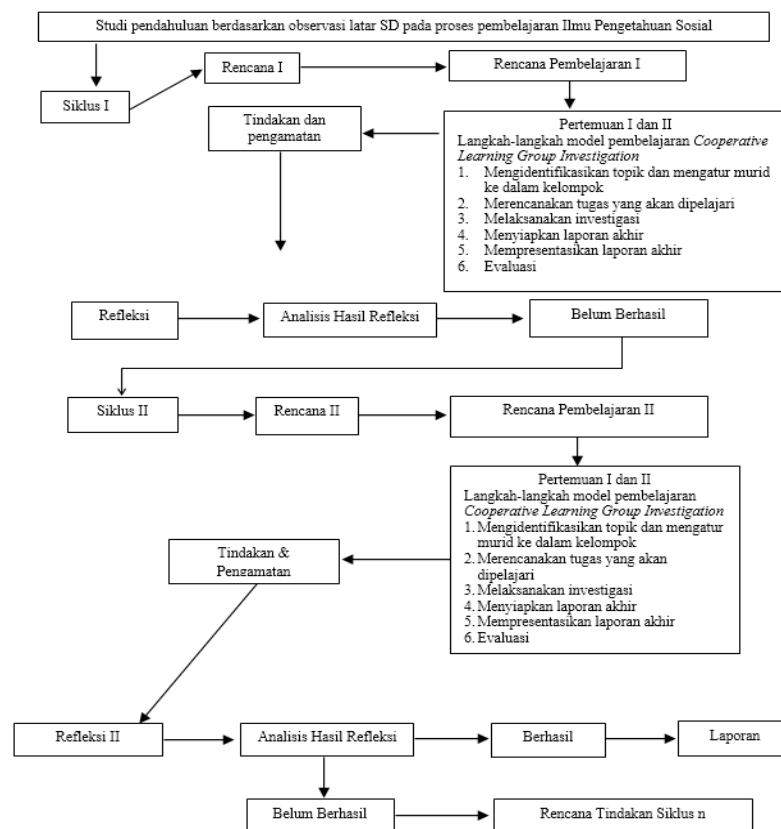 Studi pendahuluan berdasarkan observasi latar SD pada proses pembelajaran Ilmu Pengetahuan Sosial
Siklus I
Rencana I
Rencana Pembelajaran I
Tindakan dan
pengamatan
Pertemuan I dan II
Langkah-langkah model pembelajaran Cooperative
Learning Group Investigation
1. Mengidentifikasikan topik dan mengatur murid
ke dalam kelompok
2. Merencanakan tugas yang akan dipelajari
3. Melaksanakan investigasi
4. Menyiapkan laporan akhir
5. Mempresentasikan laporan akhir
6. Evaluasi
Refleksi
Analisis Hasil Refleksi
Belum Berhasil
Siklus II
Rencana II
Rencana Pembelajaran II
Pertemuan I dan II
Langkah-langkah model pembelajaran
Cooperative Learning Group Investigation
1. Mengidentifikasikan topik dan mengatur
murid ke dalam kelompok
2. Merencanakan tugas yang akan
dipelajari
3. Melaksanakan investigasi
4. Menyiapkan laporan akhir
5. Mempresentasikan laporan akhir
6. Evaluasi
Tindakan &
Pengamatan
Refleksi II
Analisis Hasil Refleksi
Berhasil
Laporan
Belum Berhasil
Rencana Tindakan Siklus n